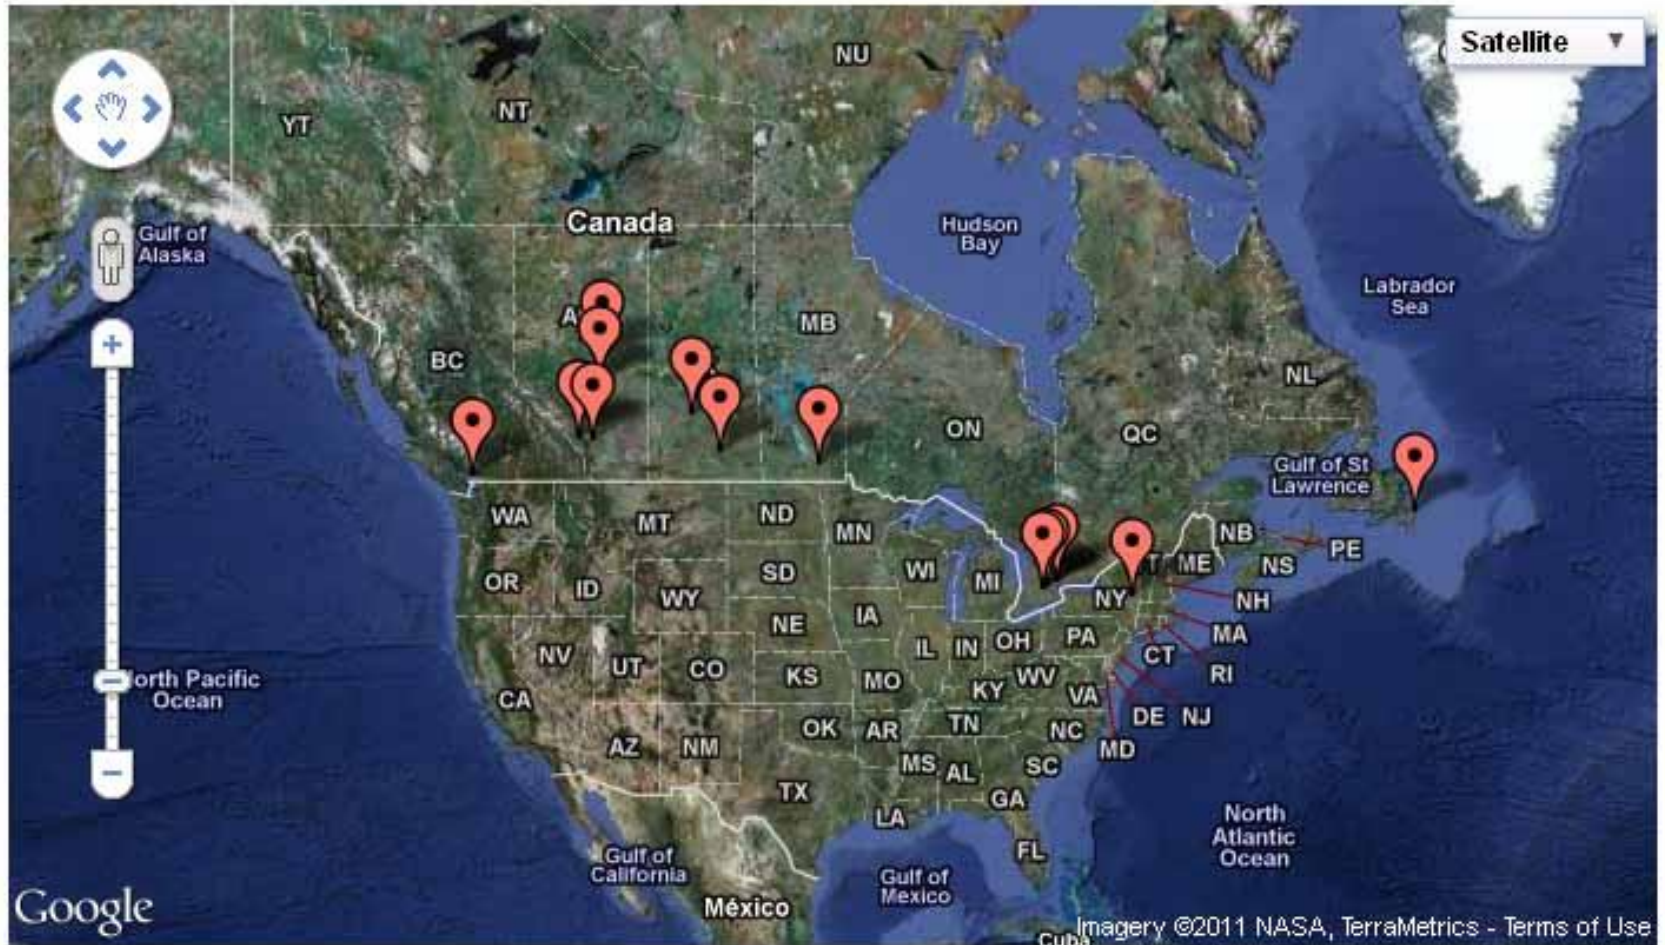 NU
Satellite
YT
NT
Canada
Gulf of
Alaska
Hudson
Bay
Labrador
Sea
A
MB
BC
NL
ON
QC
Gulf of St
Lawrence
WA
MT
ND
MN
NB
PE
OR
ID
SD
WI
MI
T
ME
NS
WY
NY
NH
NE
IA
MA
NV
UT
CO
IL
IN
OH
PA
CT
RI
orth Pacific
Ocean
KS
MO
KY
WV
VA
CA
OK
AR
TN
NC
DE
NJ
AZ
NM
MS
AL
SC
MD
TX
GA
LA
FL
North
Atlantic
Ocean
Gulf of
California
Gulf of
Mexico
México
Google
Cuba
Imagery ©2011 NASA, TerraMetrics - Terms of Use